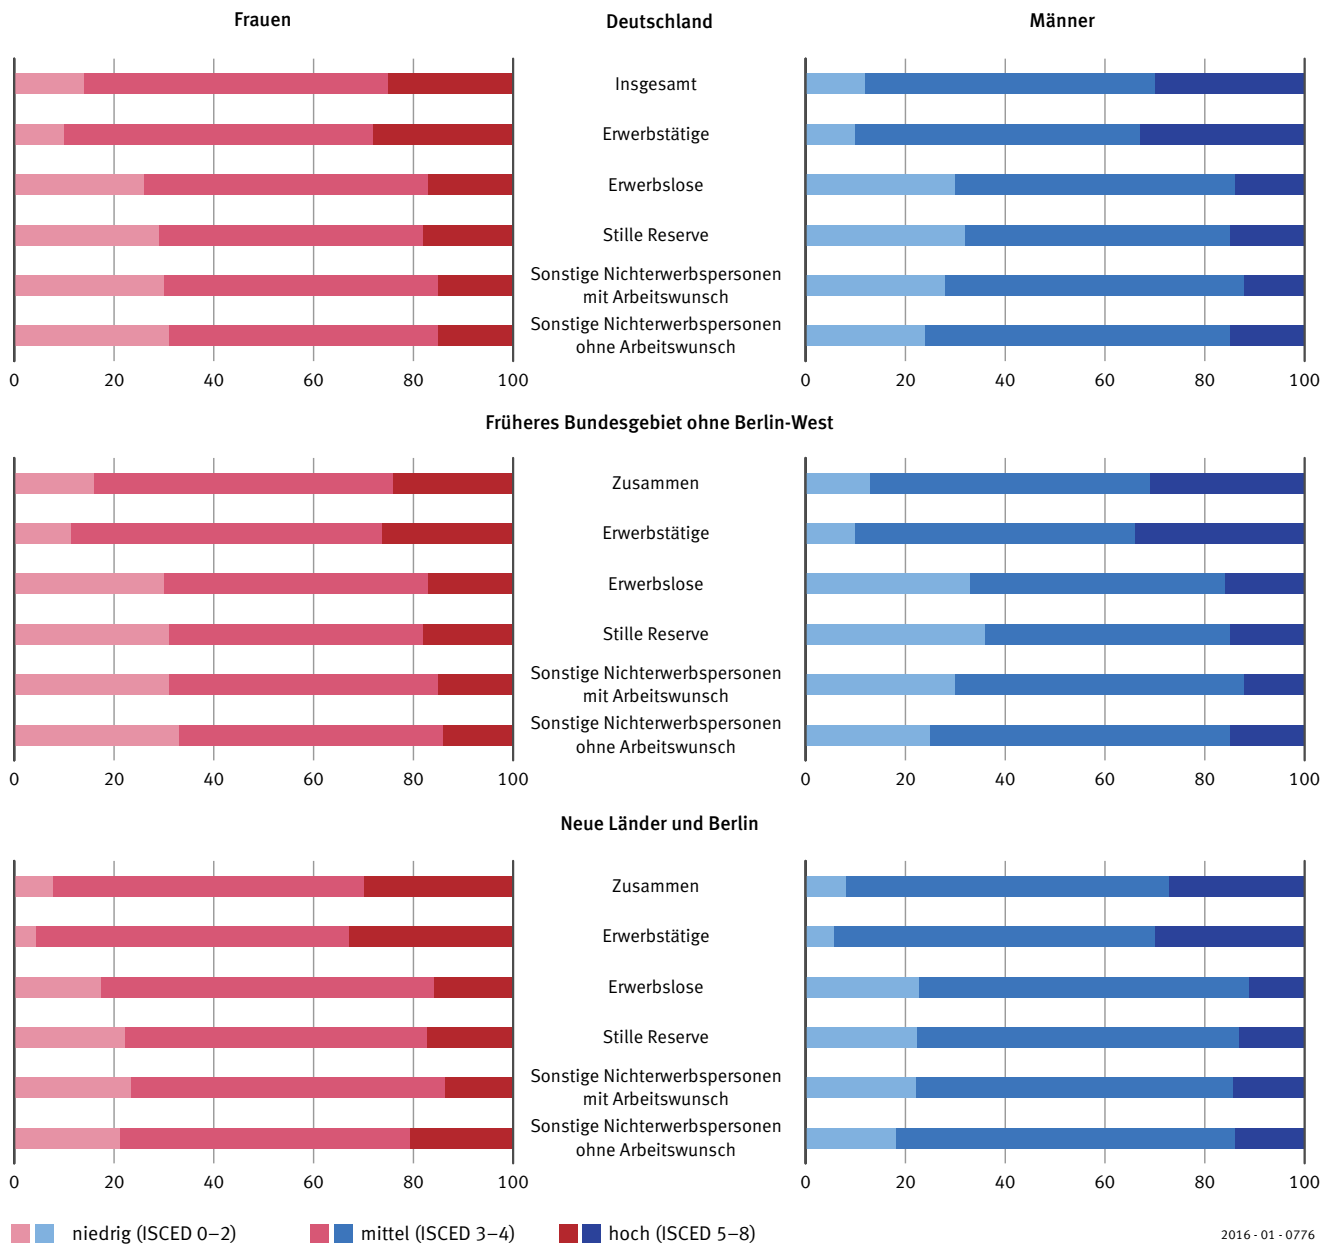 Frauen Deutschland Männer
Insgesamt
Erwerbstätige
Erwerbslose
Stille Reserve
Sonstige Nichterwerbspersonen
mit Arbeitswunsch
Sonstige Nichterwerbspersonen
ohne Arbeitswunsch
0 20 40 60 80 100 0 20 40 60 80 100
Früheres Bundesgebiet ohne Berlin-West
Zusammen
Erwerbstätige
Erwerbslose
Stille Reserve
Sonstige Nichterwerbspersonen
mit Arbeitswunsch
Sonstige Nichterwerbspersonen
ohne Arbeitswunsch
0 20 40 60 80 100 0 20 40 60 80 100
Neue Länder und Berlin
Zusammen
Erwerbstätige
Erwerbslose
Stille Reserve
Sonstige Nichterwerbspersonen
mit Arbeitswunsch
Sonstige Nichterwerbspersonen
ohne Arbeitswunsch
0 20 40 60 80 100 0 20 40 60 80 100
niedrig (ISCED 0–2) mittel (ISCED 3–4) hoch (ISCED 5–8) 2016 - 01 - 0776